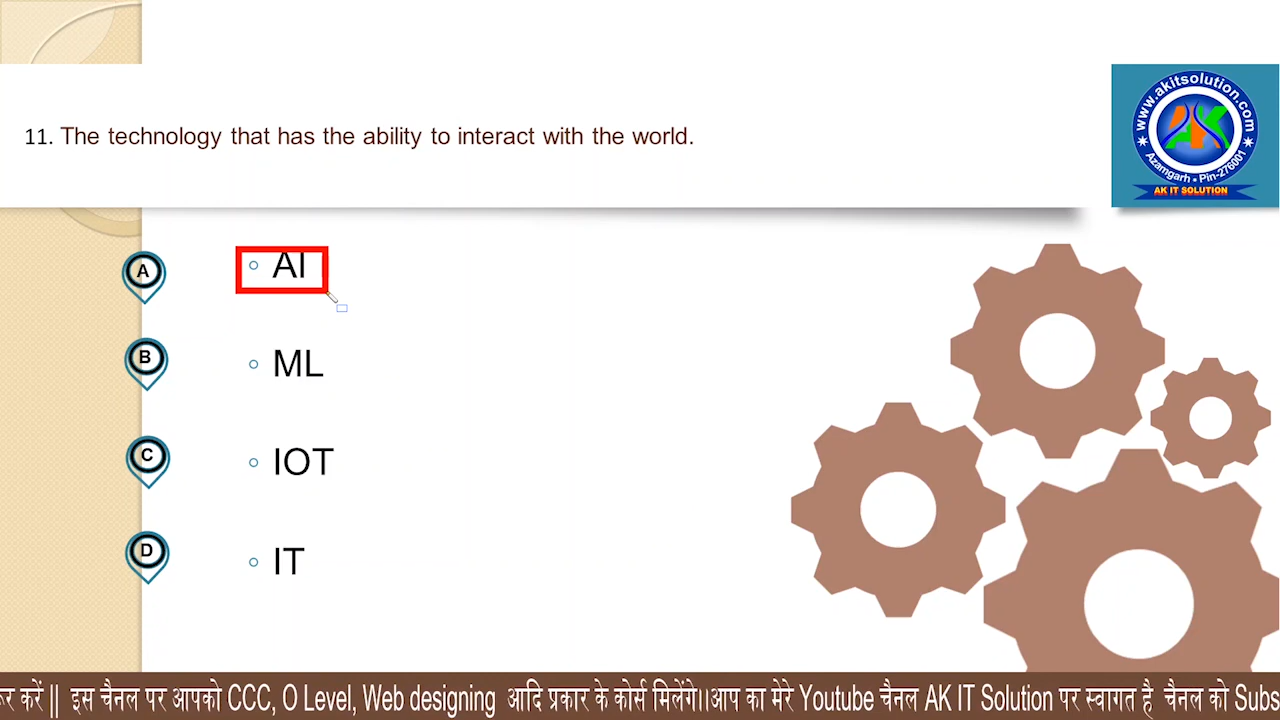 11. The technology that has the ability to interact with the world.
www.akitsolution.com
Azamgarh • Pin-276001
AK
AK IT SOLUTION
A
AI
B
ML
C
IOT
D
IT
करें || इस चैनल पर आपको CCC, O Level, Web designing आदि प्रकार के कोर्स मिलेंगे।।आप का मेरे Youtube चैनल AK IT Solution पर स्वागत है चैनल को Subs